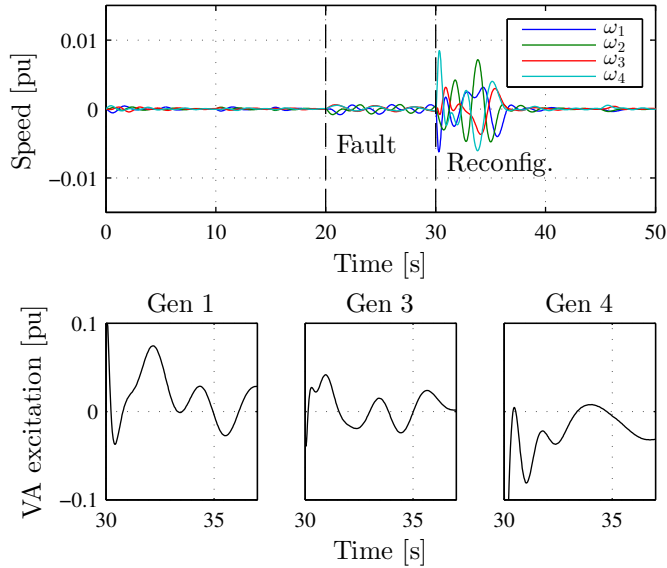 0.01
0
−0.01
Speed [pu]
ω1
ω2
ω3
ω4
Fault
Reconfig.
0 10 20 30 40 50
Time [s]
Gen 1 Gen 3 Gen 4
0.1
0
−0.1
VA excitation [pu]
30 35 30 35 30 35
Time [s]